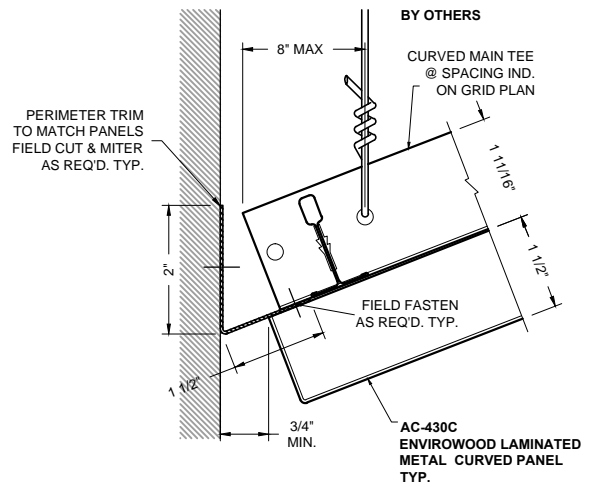 BY OTHERS
8" MAX
CURVED MAIN TEE
@ SPACING IND.
ON GRID PLAN
PERIMETER TRIM
TO MATCH PANELS
FIELD CUT & MITER
AS REQ'D. TYP.
1 11/16"
2"
1 1/2"
FIELD FASTEN
AS REQ'D. TYP.
1 1/2"
3/4"
MIN.
AC-430C
ENVIROWOOD LAMINATED
METAL CURVED PANEL
TYP.